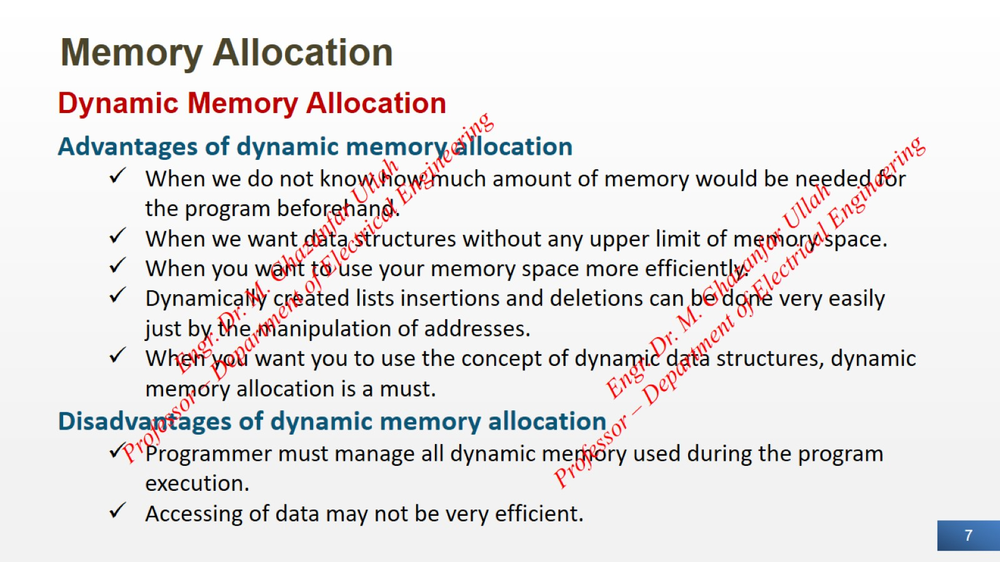 Memory Allocation
Dynamic Memory Allocation
Advantages of dynamic memory allocation
✓ When we do not know how much amount of memory would be needed for
the program beforehand.
✓ When we want data structures without any upper limit of memory space.
✓ When you want to use your memory space more efficiently.
✓ Dynamically created lists insertions and deletions can be done very easily
just by the manipulation of addresses.
✓ When you want you to use the concept of dynamic data structures, dynamic
memory allocation is a must.
Disadvantages of dynamic memory allocation
✓ Programmer must manage all dynamic memory used during the program
execution.
✓ Accessing of data may not be very efficient.
Engr. Dr. M. Ghazanfar Ullah
Professor – Department of Electrical Engineering
Engr. Dr. M. Ghazanfar Ullah
Professor – Department of Electrical Engineering
7